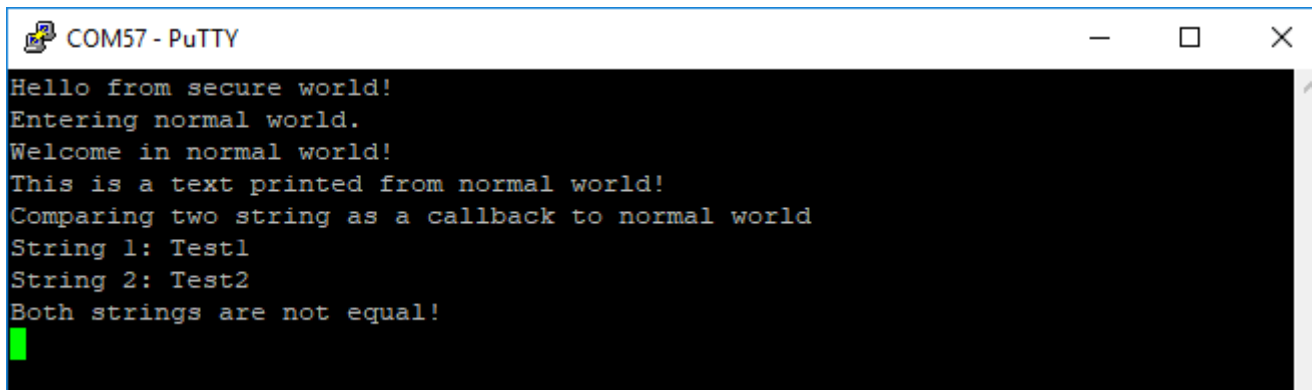 COM57 - PuTTY
Hello from secure world!
Entering normal world.
Welcome in normal world!
This is a text printed from normal world!
Comparing two string as a callback to normal world
String 1: Test1
String 2: Test2
Both strings are not equal!